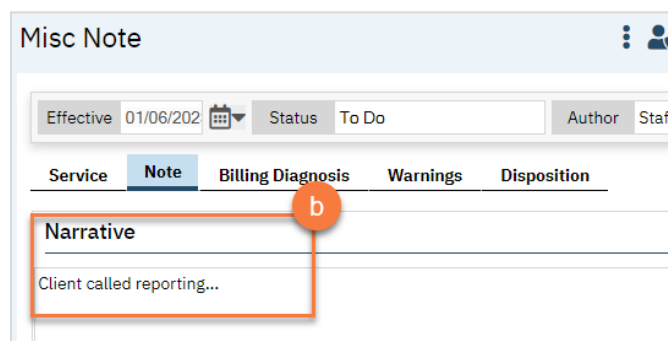 Misc Note
Effective 01/06/202 Status To Do Author Staf
Service Note Billing Diagnosis Warnings Disposition
b
Narrative
Client called reporting...